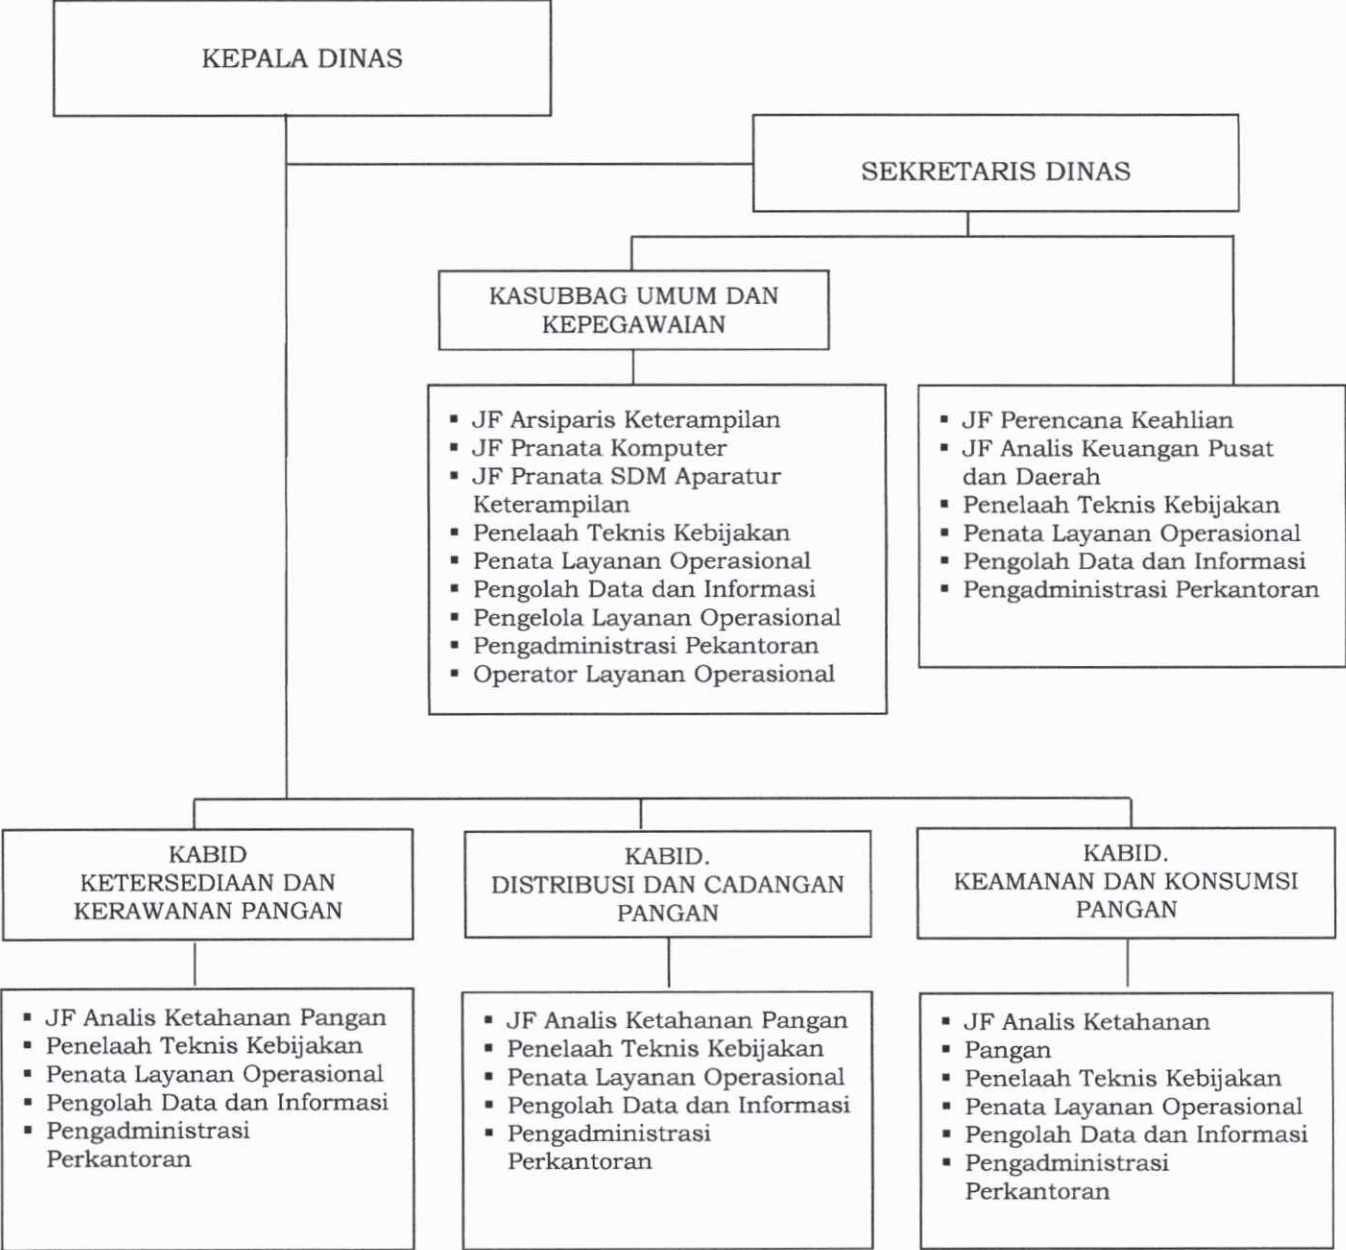 KEPALA DINAS
SEKRETARIS DINAS
KASUBBAG UMUM DAN
KEPEGAWAIAN
▪ JF Arsiparis Keterampilan
▪ JF Pranata Komputer
▪ JF Pranata SDM Aparatur
Keterampilan
▪ Penelaah Teknis Kebijakan
▪ Penata Layanan Operasional
▪ Pengolah Data dan Informasi
▪ Pengelola Layanan Operasional
▪ Pengadministrasi Pekantoran
▪ Operator Layanan Operasional
▪ JF Perencana Keahlian
▪ JF Analis Keuangan Pusat
dan Daerah
▪ Penelaah Teknis Kebijakan
▪ Penata Layanan Operasional
▪ Pengolah Data dan Informasi
▪ Pengadministrasi Perkantoran
KABID
KETERSEDIAAN DAN
KERAWANAN PANGAN
▪ JF Analis Ketahanan Pangan
▪ Penelaah Teknis Kebijakan
▪ Penata Layanan Operasional
▪ Pengolah Data dan Informasi
▪ Pengadministrasi
Perkantoran
KABID.
DISTRIBUSI DAN CADANGAN
PANGAN
▪ JF Analis Ketahanan Pangan
▪ Penelaah Teknis Kebijakan
▪ Penata Layanan Operasional
▪ Pengolah Data dan Informasi
▪ Pengadministrasi
Perkantoran
KABID.
KEAMANAN DAN KONSUMSI
PANGAN
▪ JF Analis Ketahanan
▪ Pangan
▪ Penelaah Teknis Kebijakan
▪ Penata Layanan Operasional
▪ Pengolah Data dan Informasi
▪ Pengadministrasi
Perkantoran